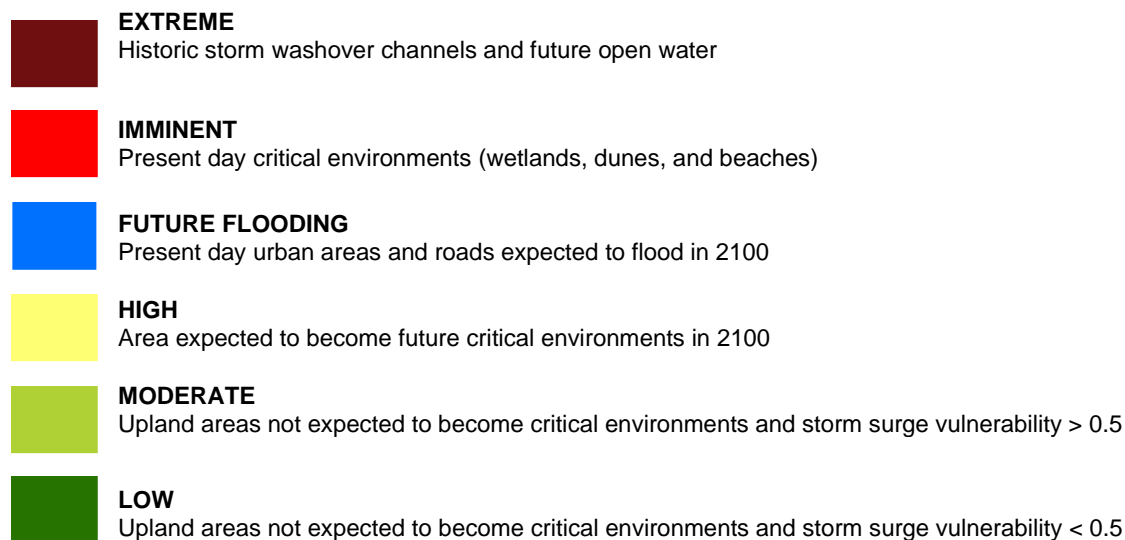 EXTREME
Historic storm washover channels and future open water
IMMINENT
Present day critical environments (wetlands, dunes, and beaches)
FUTURE FLOODING
Present day urban areas and roads expected to flood in 2100
HIGH
Area expected to become future critical environments in 2100
MODERATE
Upland areas not expected to become critical environments and storm surge vulnerability > 0.5
LOW
Upland areas not expected to become critical environments and storm surge vulnerability < 0.5